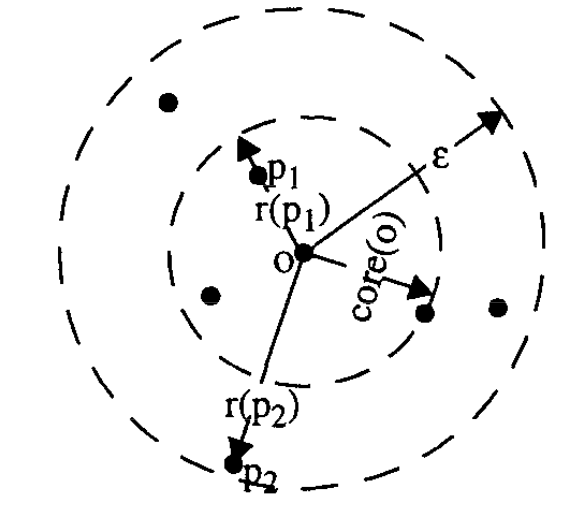 ε
p₁
r(p₁)
o
core(o)
r(p₂)
p₂